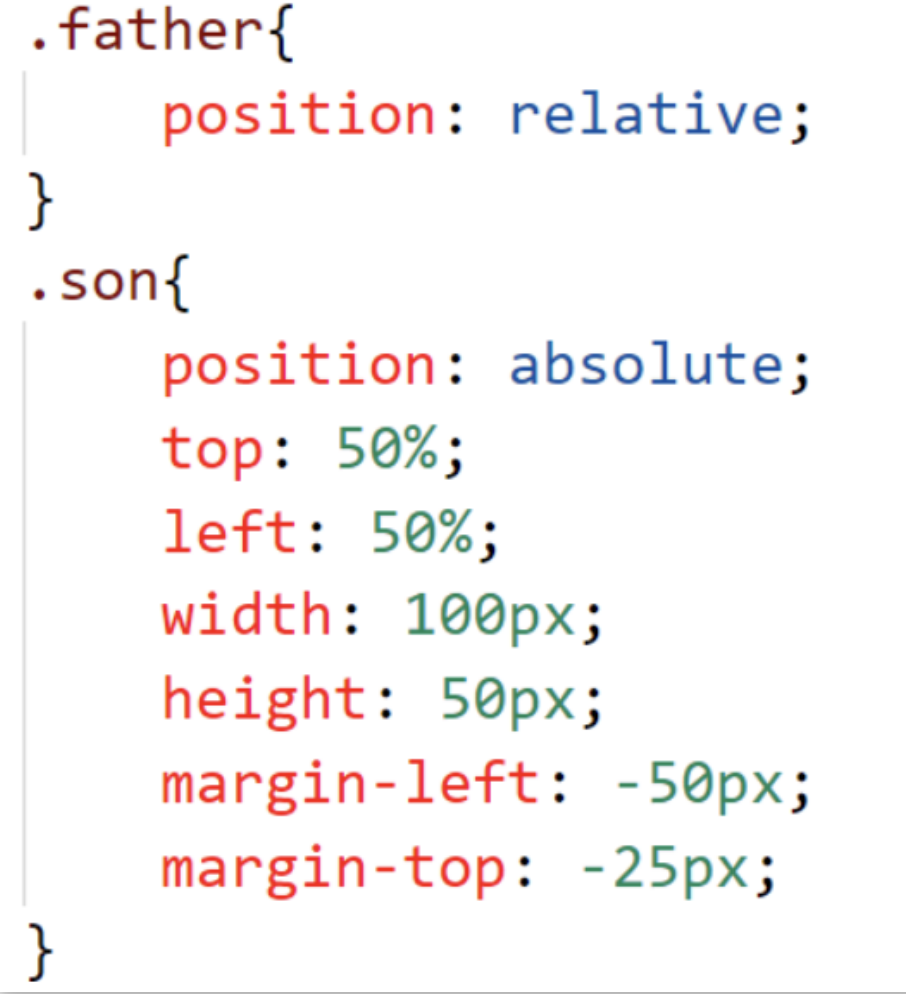 .father{
    position: relative;
}
.son{
    position: absolute;
    top: 50%;
    left: 50%;
    width: 100px;
    height: 50px;
    margin-left: -50px;
    margin-top: -25px;
}